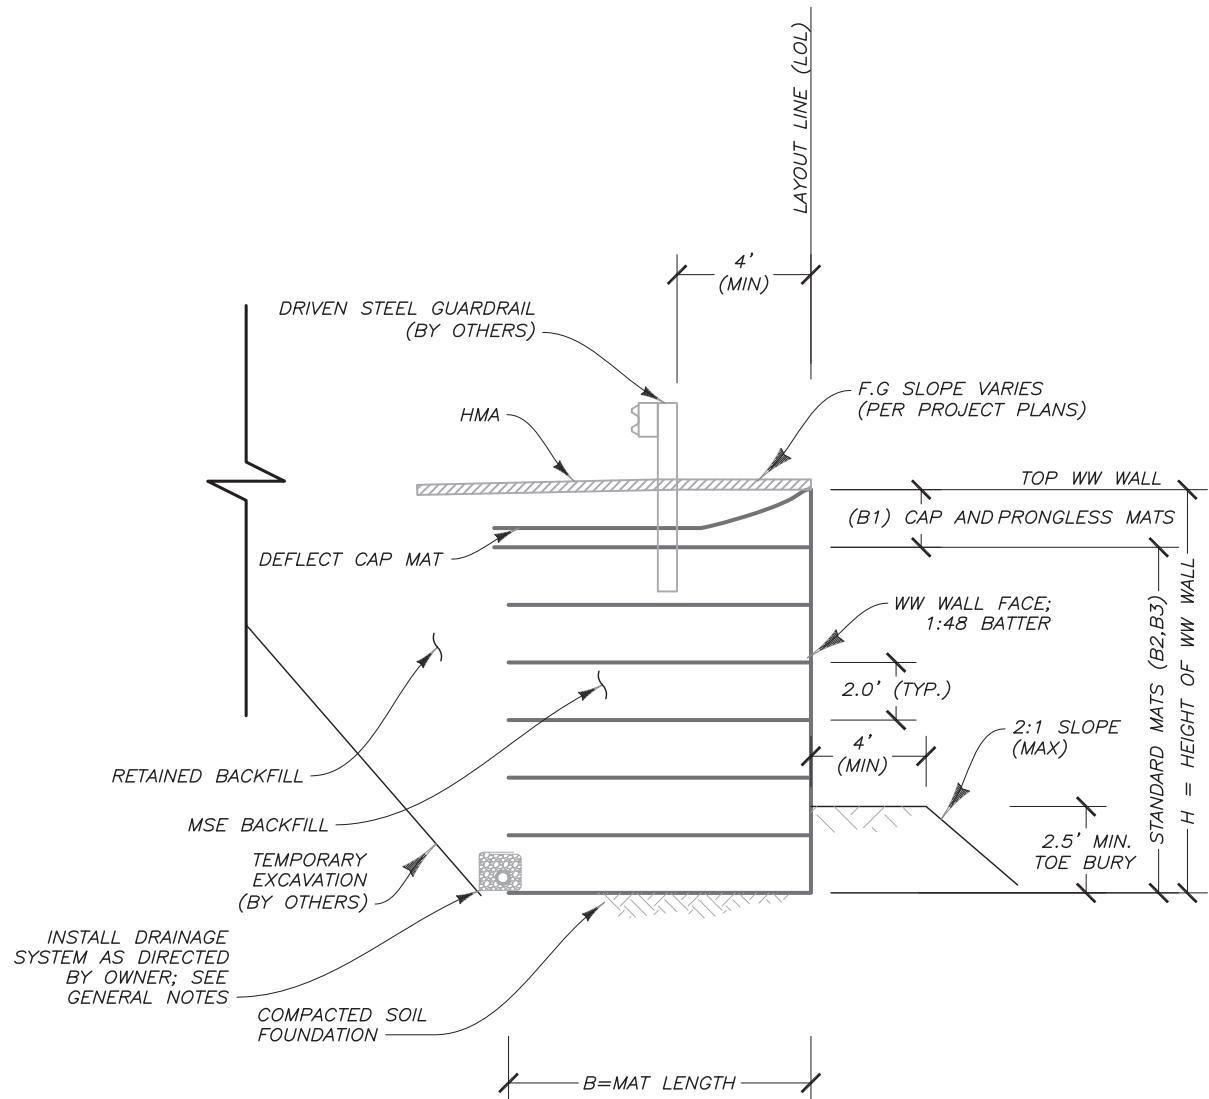 LAYOUT LINE (LOL)
4'
(MIN)
DRIVEN STEEL GUARDRAIL
(BY OTHERS)
F.G SLOPE VARIES
(PER PROJECT PLANS)
HMA
TOP WW WALL
(B1) CAP AND PRONGLESS MATS
DEFLECT CAP MAT
WW WALL FACE;
1:48 BATTER
STANDARD MATS (B2,B3)
H = HEIGHT OF WW WALL
2.0' (TYP.)
4'
(MIN)
2:1 SLOPE
(MAX)
RETAINED BACKFILL
MSE BACKFILL
2.5' MIN.
TOE BURY
TEMPORARY
EXCAVATION
(BY OTHERS)
INSTALL DRAINAGE
SYSTEM AS DIRECTED
BY OWNER; SEE
GENERAL NOTES
COMPACTED SOIL
FOUNDATION
B=MAT LENGTH